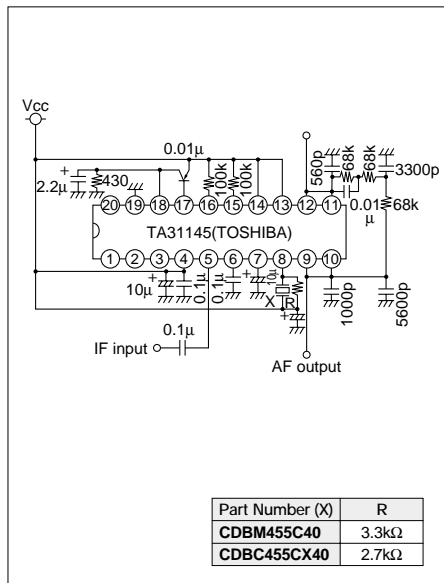 Vcc
0.01μ
560p
68k
68k
3300p
+
2.2μ
430
100k
100k
0.01
μ
68k
20 19 18 17 16 15 14 13 12 11
TA31145(TOSHIBA)
1 2 3 4 5 6 7 8 9 10
+
10μ
0.1μ
0.1μ
+
10μ
X
R
+
1000p
5600p
0.1μ
IF input
AF output
Part Number (X) R
CDBM455C40 3.3kΩ
CDBC455CX40 2.7kΩ